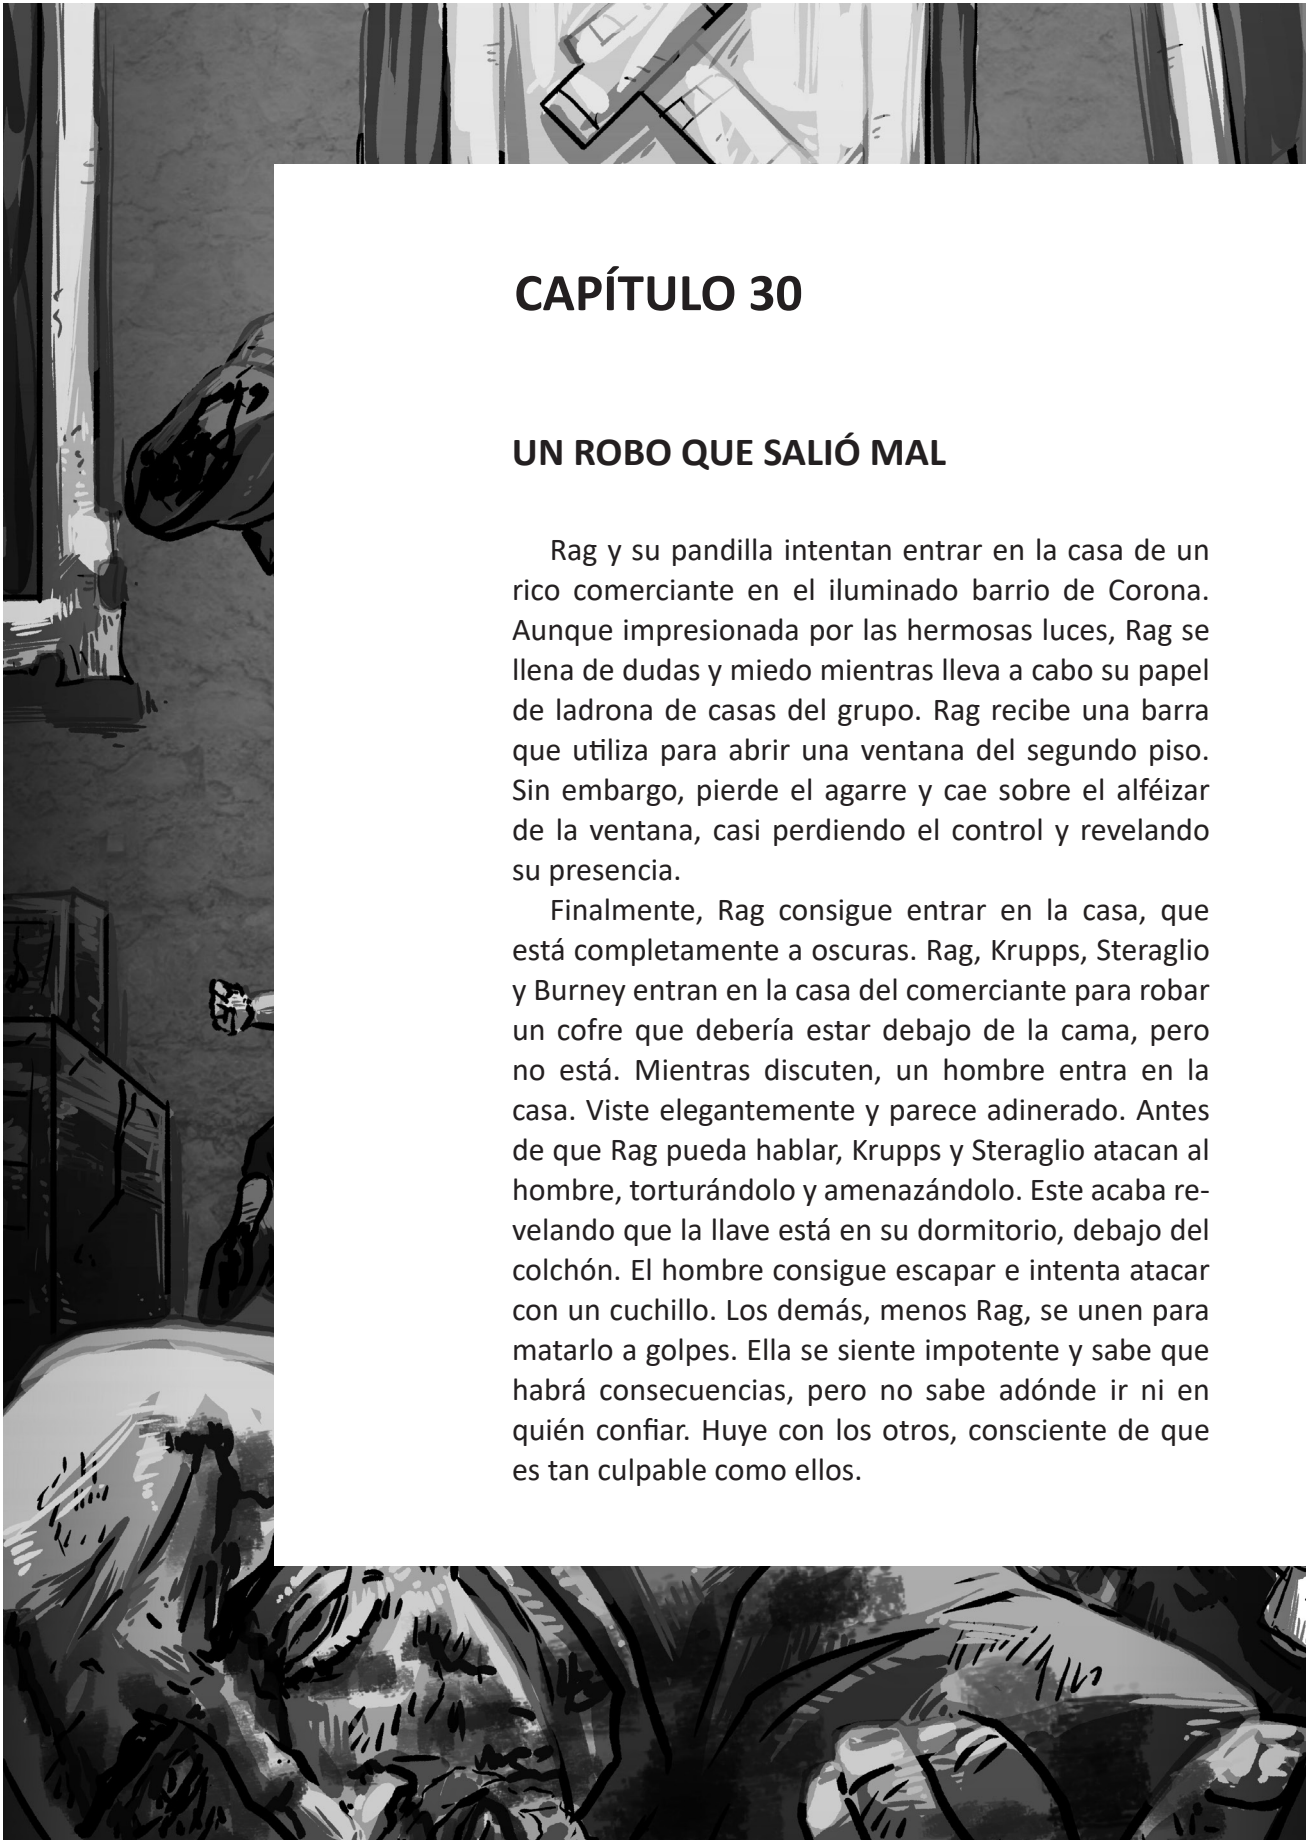 CAPÍTULO 30
UN ROBO QUE SALIÓ MAL
Rag y su pandilla intentan entrar en la casa de un
rico comerciante en el iluminado barrio de Corona.
Aunque impresionada por las hermosas luces, Rag se
llena de dudas y miedo mientras lleva a cabo su papel
de ladrona de casas del grupo. Rag recibe una barra
que utiliza para abrir una ventana del segundo piso.
Sin embargo, pierde el agarre y cae sobre el alféizar
de la ventana, casi perdiendo el control y revelando
su presencia.
Finalmente, Rag consigue entrar en la casa, que
está completamente a oscuras. Rag, Krupps, Steraglio
y Burney entran en la casa del comerciante para robar
un cofre que debería estar debajo de la cama, pero
no está. Mientras discuten, un hombre entra en la
casa. Viste elegantemente y parece adinerado. Antes
de que Rag pueda hablar, Krupps y Steraglio atacan al
hombre, torturándolo y amenazándolo. Este acaba re-
velando que la llave está en su dormitorio, debajo del
colchón. El hombre consigue escapar e intenta atacar
con un cuchillo. Los demás, menos Rag, se unen para
matarlo a golpes. Ella se siente impotente y sabe que
habrá consecuencias, pero no sabe adónde ir ni en
quién confiar. Huye con los otros, consciente de que
es tan culpable como ellos.